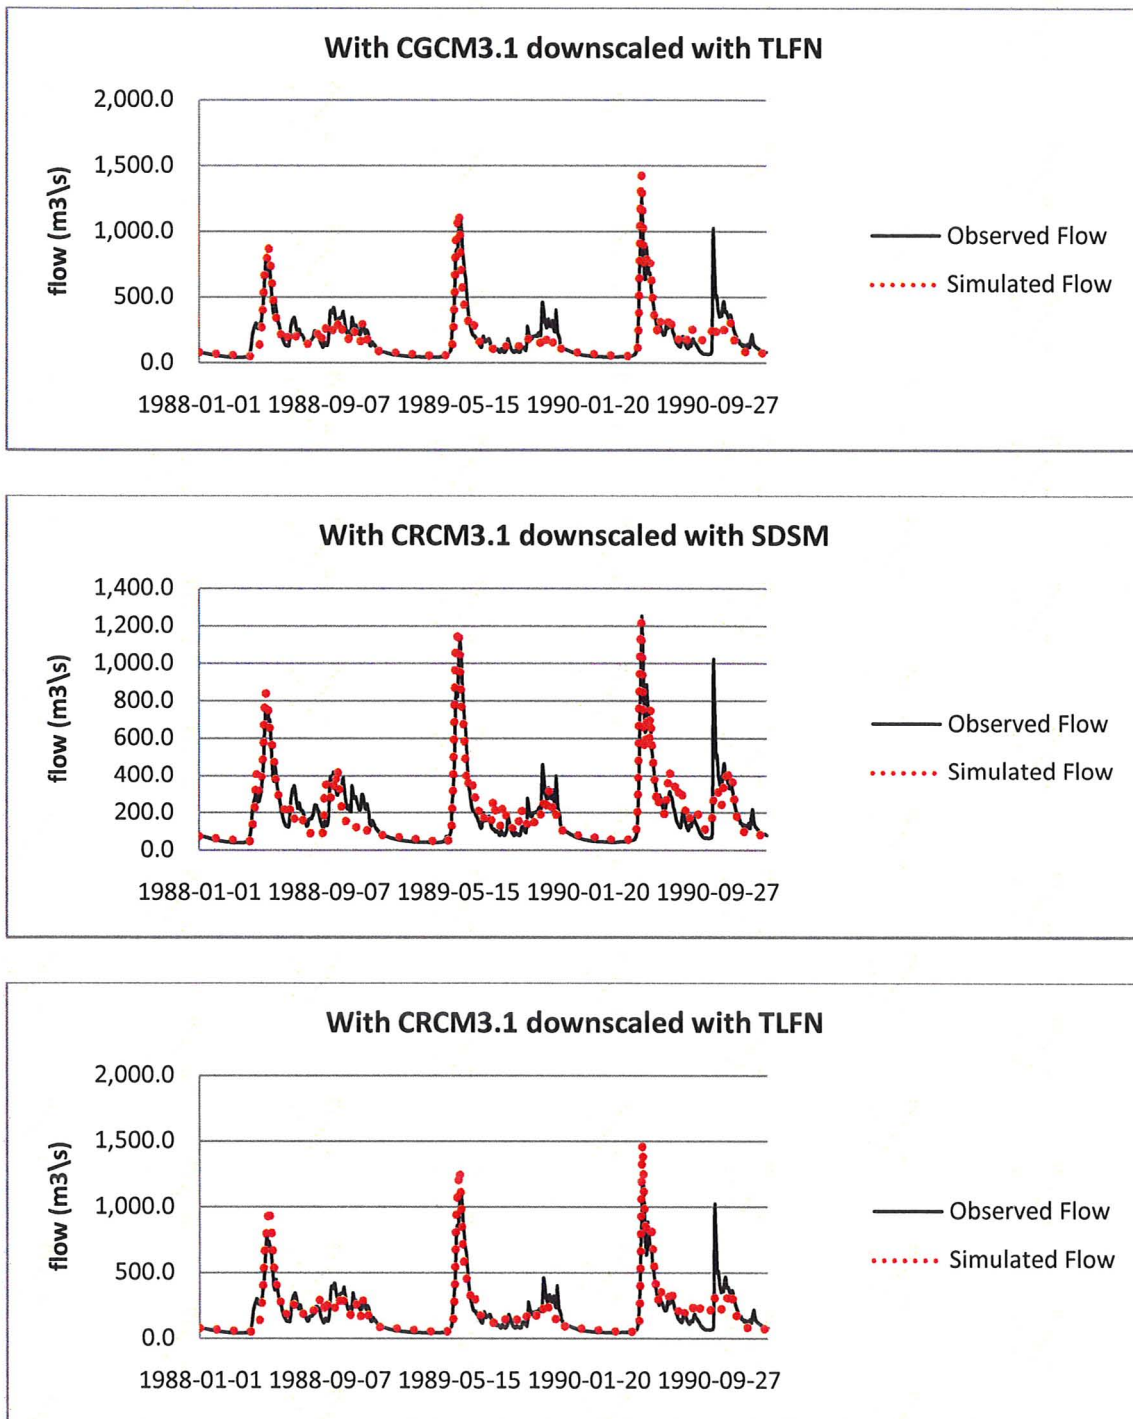 With CGCM3.1 downscaled with TLFN
2,000.0
1,500.0
1,000.0
500.0
0.0
flow (m3\s)
1988-01-01 1988-09-07 1989-05-15 1990-01-20 1990-09-27
Observed Flow
Simulated Flow
With CRCM3.1 downscaled with SDSM
1,400.0
1,200.0
1,000.0
800.0
600.0
400.0
200.0
0.0
flow (m3\s)
1988-01-01 1988-09-07 1989-05-15 1990-01-20 1990-09-27
Observed Flow
Simulated Flow
With CRCM3.1 downscaled with TLFN
2,000.0
1,500.0
1,000.0
500.0
0.0
flow (m3\s)
1988-01-01 1988-09-07 1989-05-15 1990-01-20 1990-09-27
Observed Flow
Simulated Flow